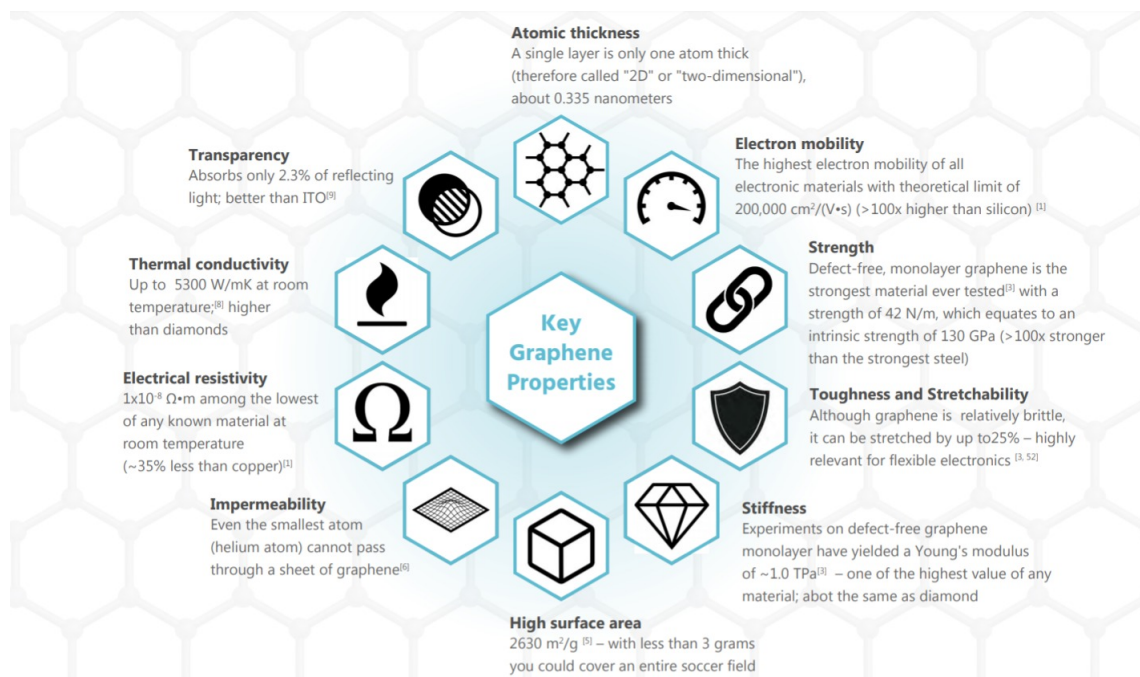 Atomic thickness
A single layer is only one atom thick
(therefore called "2D" or "two-dimensional"),
about 0.335 nanometers
Electron mobility
The highest electron mobility of all
electronic materials with theoretical limit of
200,000 cm²/(V•s) (>100x higher than silicon) [1]
Strength
Defect-free, monolayer graphene is the
strongest material ever tested[3] with a
strength of 42 N/m, which equates to an
intrinsic strength of 130 GPa (>100x stronger
than the strongest steel)
Toughness and Stretchability
Although graphene is relatively brittle,
it can be stretched by up to25% – highly
relevant for flexible electronics [3, 52]
Stiffness
Experiments on defect-free graphene
monolayer have yielded a Young's modulus
of ~1.0 TPa[3] – one of the highest value of any
material; abot the same as diamond
High surface area
2630 m²/g [5] – with less than 3 grams
you could cover an entire soccer field
Impermeability
Even the smallest atom
(helium atom) cannot pass
through a sheet of graphene[6]
Electrical resistivity
1x10⁻⁸ Ω•m among the lowest
of any known material at
room temperature
(~35% less than copper)[1]
Thermal conductivity
Up to 5300 W/mK at room
temperature;[8] higher
than diamonds
Transparency
Absorbs only 2.3% of reflecting
light; better than ITO[9]
Key
Graphene
Properties
Ω